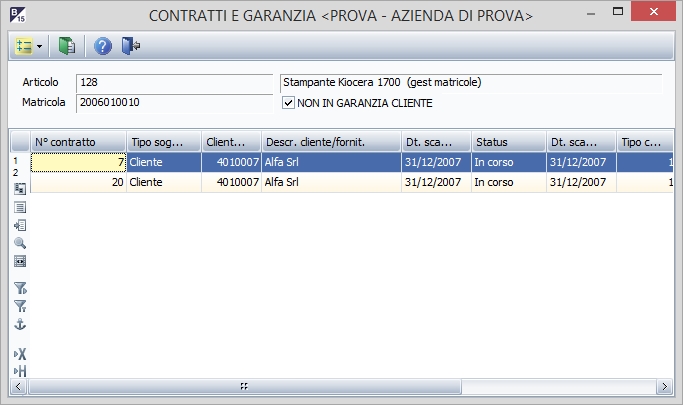 B 15 CONTRATTI E GARANZIA <PROVA - AZIENDA DI PROVA>
Articolo 128 Stampante Kiocera 1700 (gest matricole)
Matricola 2006010010 NON IN GARANZIA CLIENTE
N° contratto Tipo sog... Client... Descr. cliente/fornit. Dt. sca... Status Dt. sca... Tipo c...
1 7 Cliente 4010007 Alfa Srl 31/12/2007 In corso 31/12/2007 1
2 20 Cliente 4010007 Alfa Srl 31/12/2007 In corso 31/12/2007 1
X
H